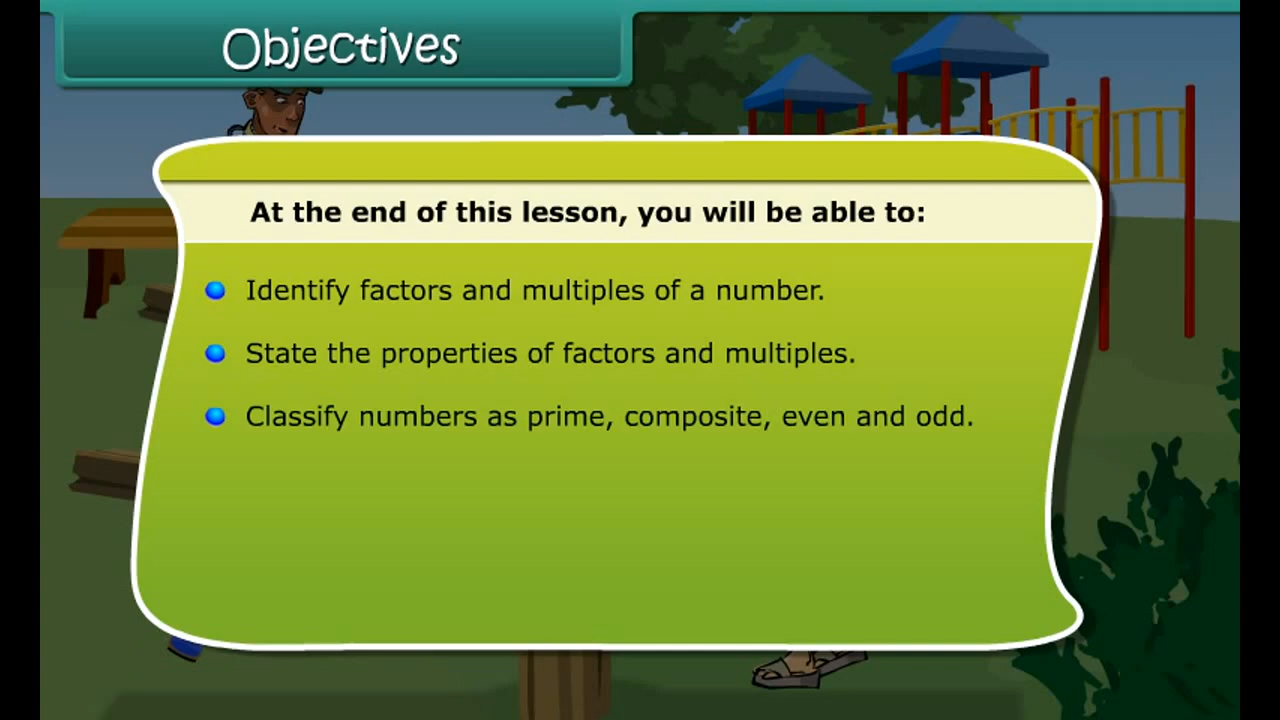 Objectives
At the end of this lesson, you will be able to:
Identify factors and multiples of a number.
State the properties of factors and multiples.
Classify numbers as prime, composite, even and odd.